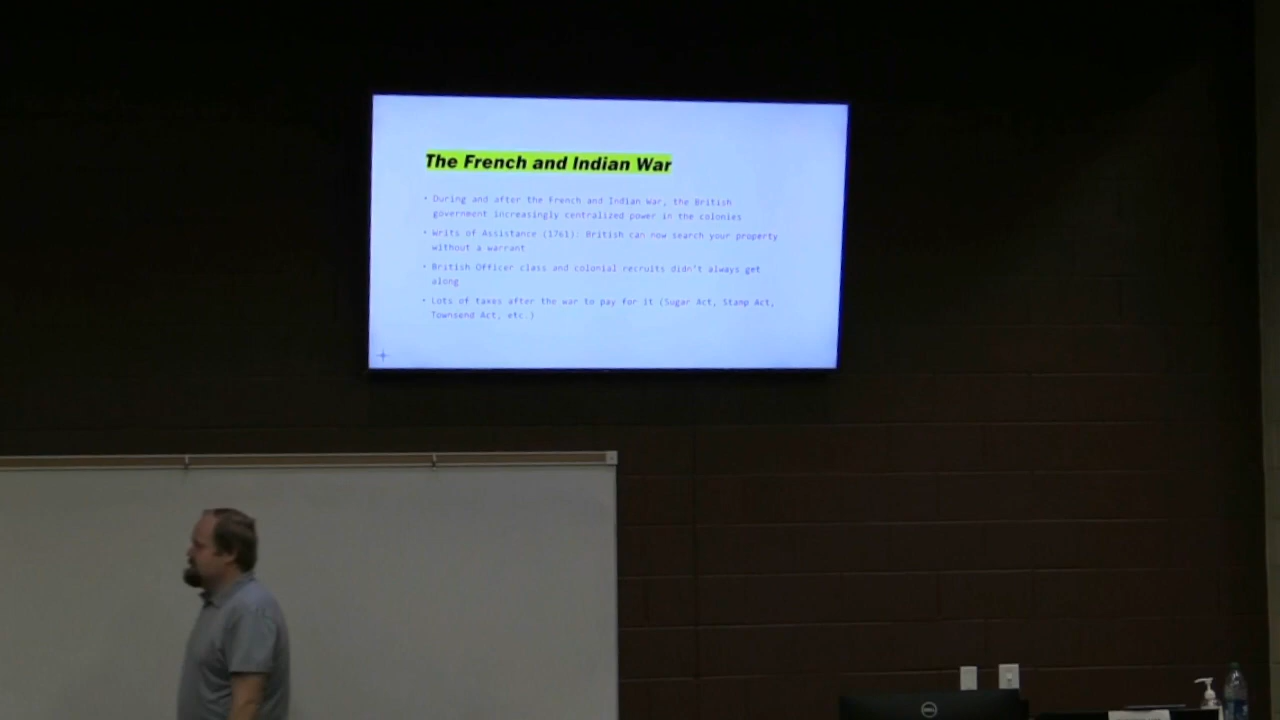 The French and Indian War
• During and after the French and Indian War, the British
government increasingly centralized power in the colonies
• Writs of Assistance (1761): British can now search your property
without a warrant
• British Officer class and colonial recruits didn't always get
along
• Lots of taxes after the war to pay for it (Sugar Act, Stamp Act,
Townsend Act, etc.)
DELL